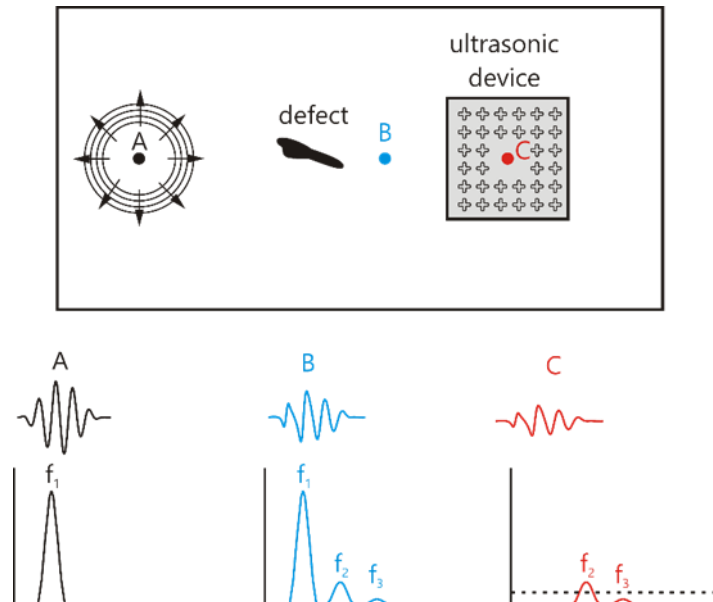 ultrasonic
device
defect
A
B
C
A
B
C
f₁
f₁
f₂
f₃
f₂
f₃